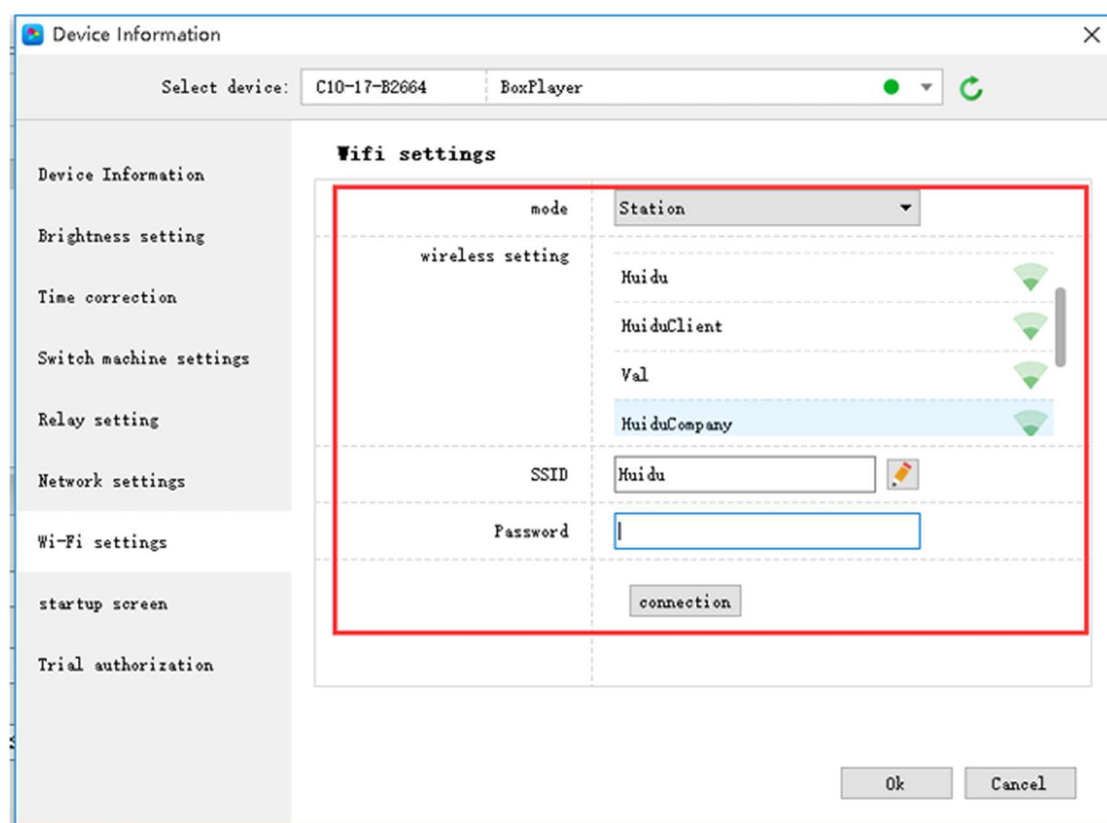 Device Information
Select device: C10-17-B2664 BoxPlayer
Device Information
Brightness setting
Time correction
Switch machine settings
Relay setting
Network settings
Wi-Fi settings
startup screen
Trial authorization
Wifi settings
mode Station
wireless setting
Huidu
HuiduClient
Val
HuiduCompany
SSID Huidu
Password
connection
Ok Cancel